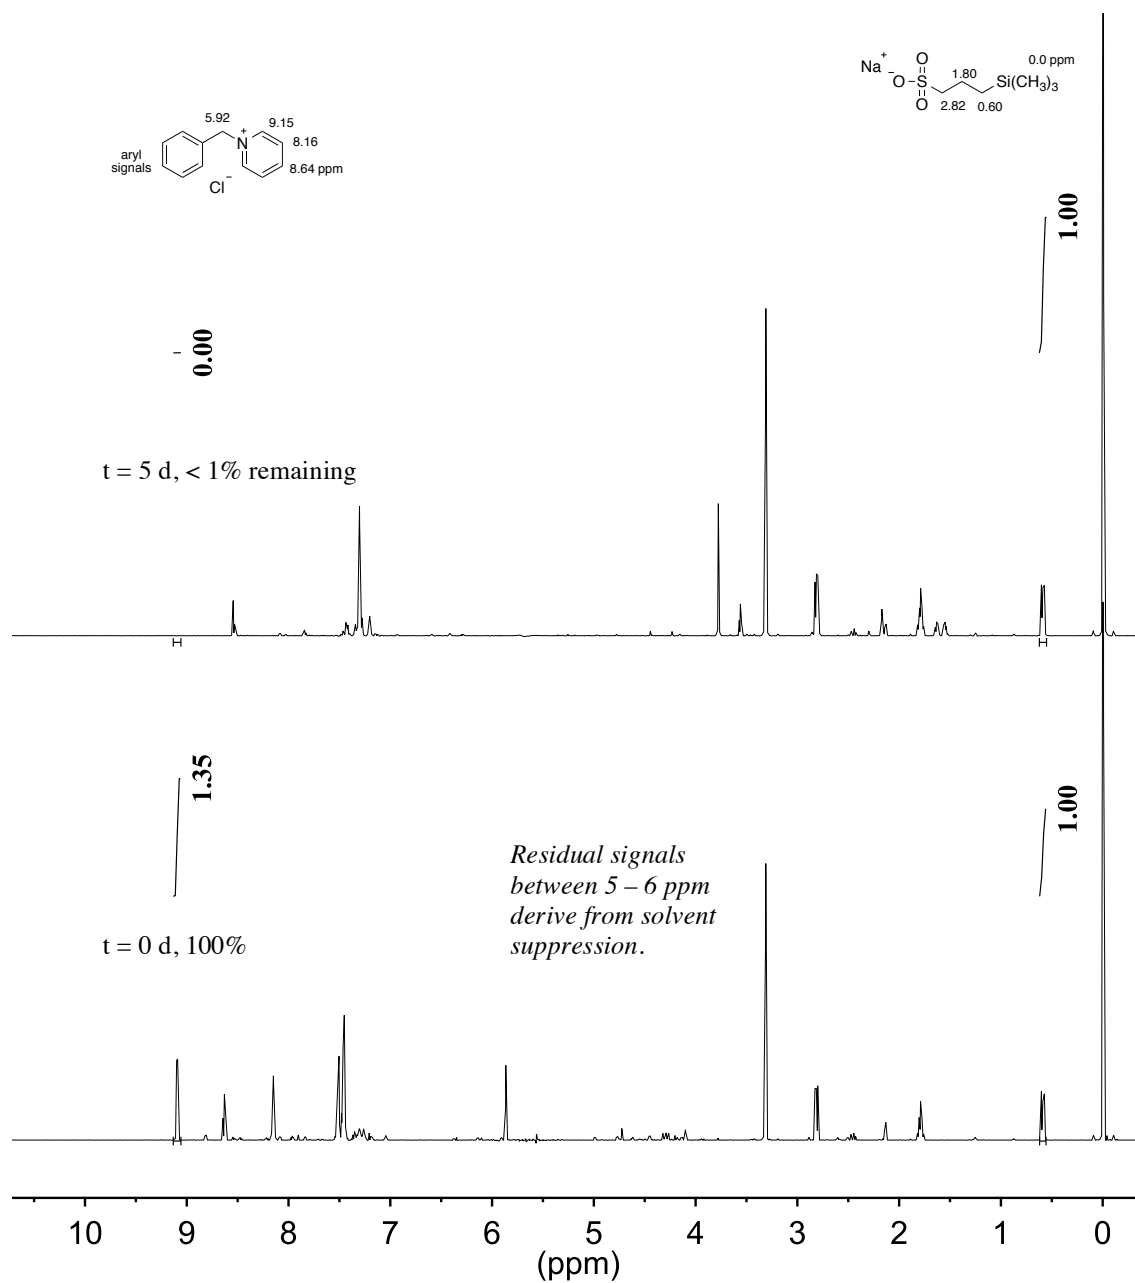 Na+ -O S O O 1.80 Si(CH3)3 0.0 ppm
2.82 0.60
5.92 N+ 9.15
8.16
aryl
signals
8.64 ppm
Cl−
1.00
0.00
t = 5 d, < 1% remaining
1.35
1.00
Residual signals
between 5 – 6 ppm
derive from solvent
suppression.
t = 0 d, 100%
10 9 8 7 6 5 4 3 2 1 0
(ppm)